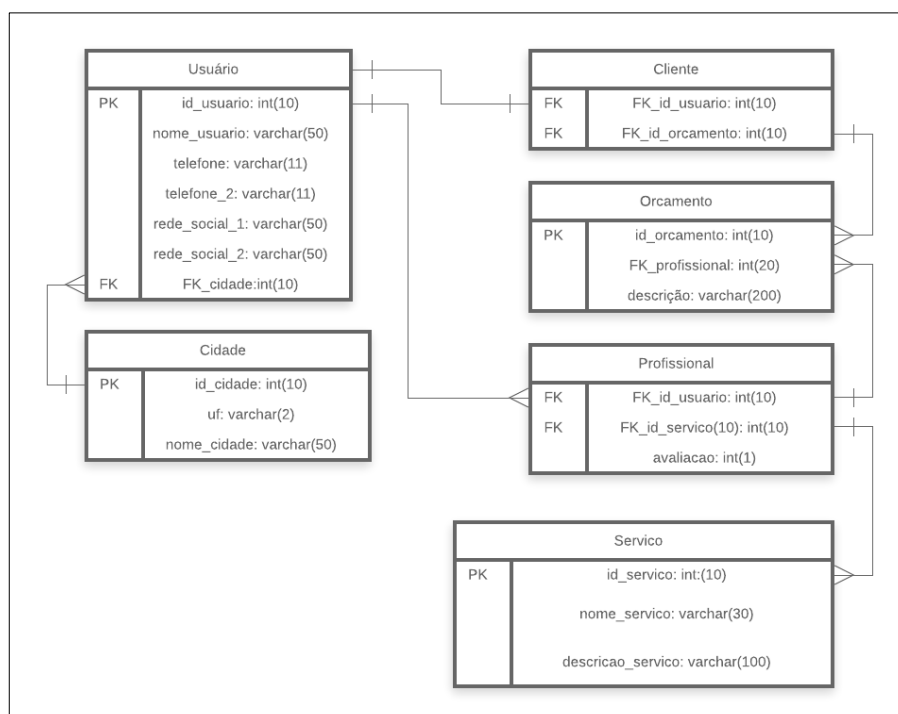 Usuário
PK id_usuario: int(10)
nome_usuario: varchar(50)
telefone: varchar(11)
telefone_2: varchar(11)
rede_social_1: varchar(50)
rede_social_2: varchar(50)
FK FK_cidade:int(10)
Cidade
PK id_cidade: int(10)
uf: varchar(2)
nome_cidade: varchar(50)
Cliente
FK FK_id_usuario: int(10)
FK FK_id_orcamento: int(10)
Orcamento
PK id_orcamento: int(10)
FK_profissional: int(20)
descrição: varchar(200)
Profissional
FK FK_id_usuario: int(10)
FK FK_id_servico(10): int(10)
avaliacao: int(1)
Servico
PK id_servico: int:(10)
nome_servico: varchar(30)
descricao_servico: varchar(100)